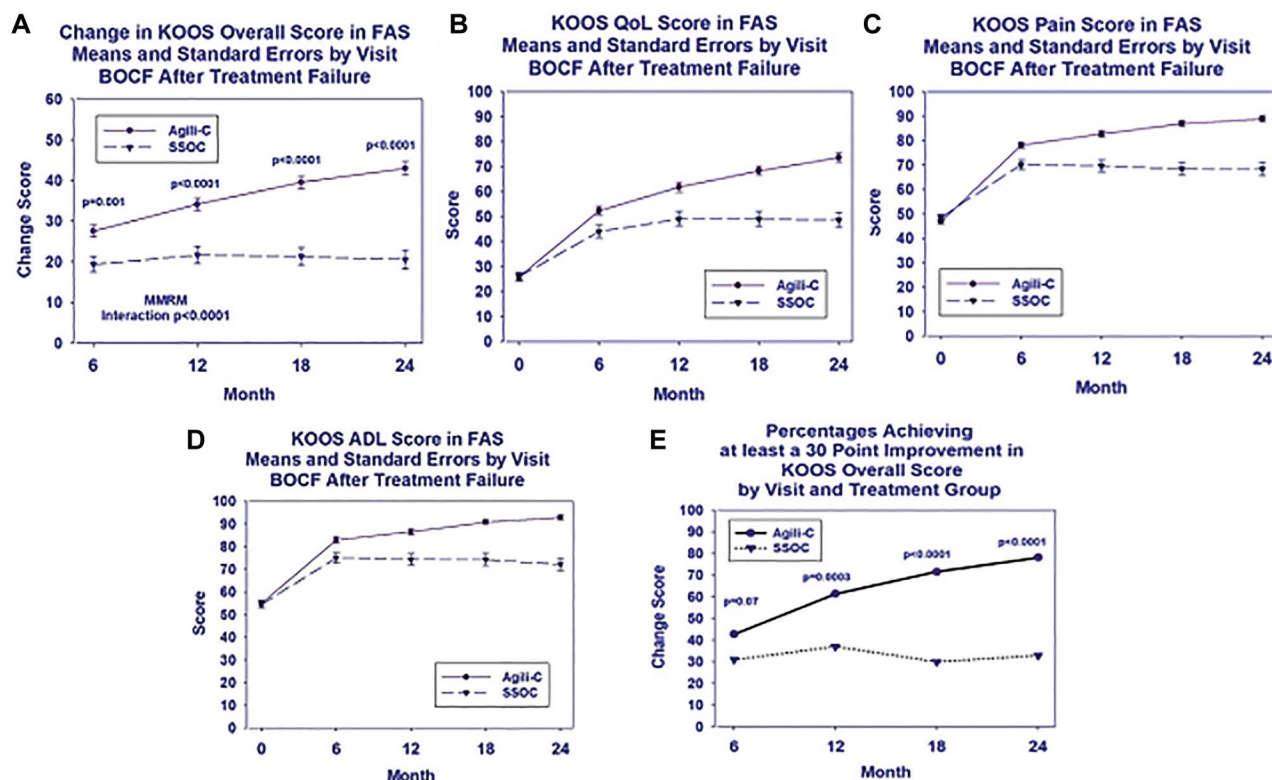 A
Change in KOOS Overall Score in FAS
Means and Standard Errors by Visit
BOCF After Treatment Failure
60
50
40
30
20
10
0
Change Score
Agili-C
SSOC
p=0.001
p<0.0001
p<0.0001
p<0.0001
MMRM
Interaction p<0.0001
6 12 18 24
Month
B
KOOS QoL Score in FAS
Means and Standard Errors by Visit
BOCF After Treatment Failure
100
90
80
70
60
50
40
30
20
10
0
Score
Agili-C
SSOC
0 6 12 18 24
Month
C
KOOS Pain Score in FAS
Means and Standard Errors by Visit
BOCF After Treatment Failure
100
90
80
70
60
50
40
30
20
10
0
Score
Agili-C
SSOC
0 6 12 18 24
Month
D
KOOS ADL Score in FAS
Means and Standard Errors by Visit
BOCF After Treatment Failure
100
90
80
70
60
50
40
30
20
10
0
Score
Agili-C
SSOC
0 6 12 18 24
Month
E
Percentages Achieving
at least a 30 Point Improvement in
KOOS Overall Score
by Visit and Treatment Group
100
90
80
70
60
50
40
30
20
10
0
Change Score
Agili-C
SSOC
p=0.07
p=0.0003
p<0.0001
p<0.0001
6 12 18 24
Month